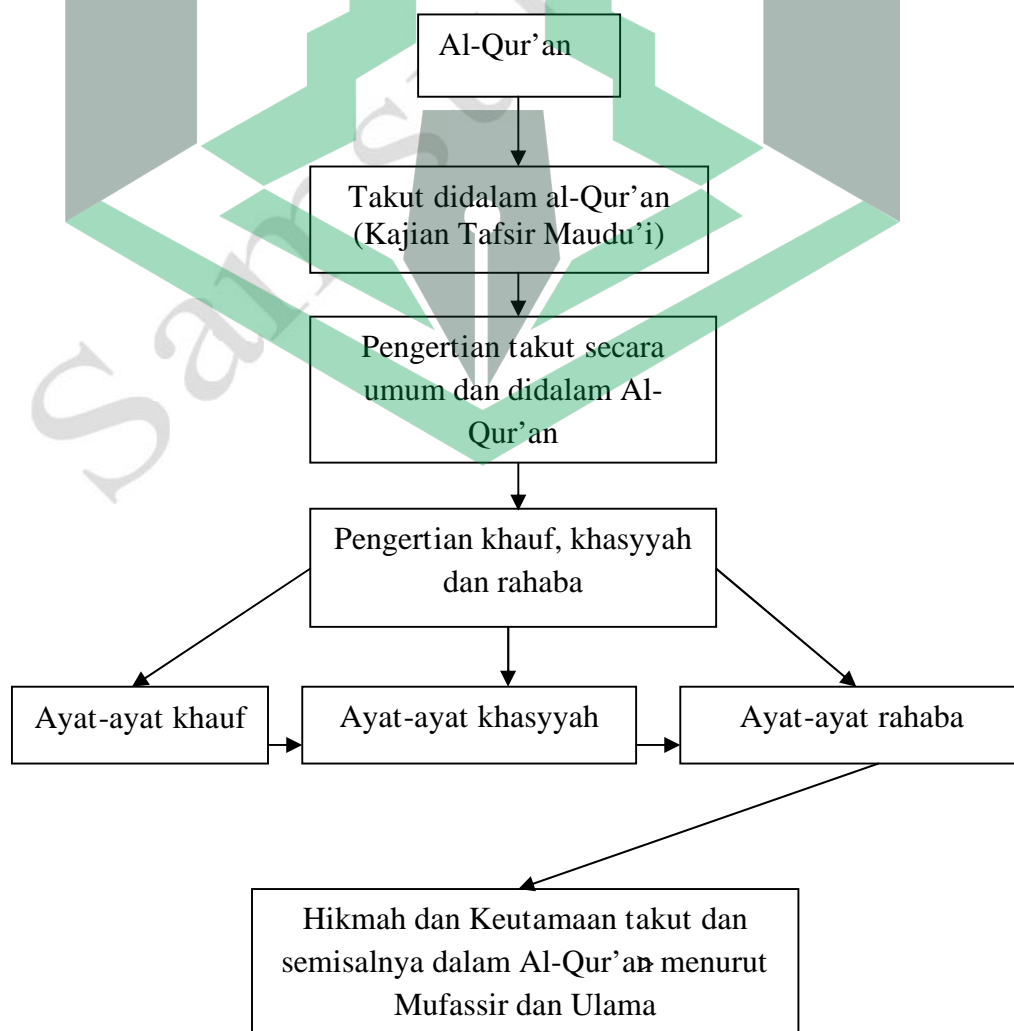 Al-Qur’an
Takut didalam al-Qur’an
(Kajian Tafsir Maudu’i)
Pengertian takut secara
umum dan didalam Al-
Qur’an
Pengertian khauf, khasyyah
dan rahaba
Ayat-ayat khauf
Ayat-ayat khasyyah
Ayat-ayat rahaba
Hikmah dan Keutamaan takut dan
semisalnya dalam Al-Qur’an menurut
Mufassir dan Ulama